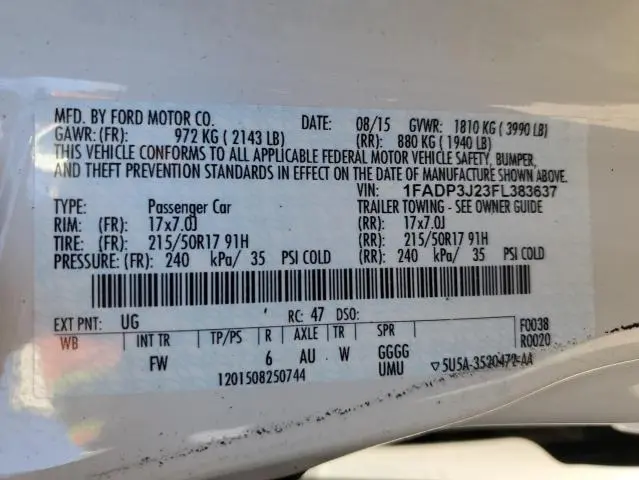 MFD. BY FORD MOTOR CO. DATE: 08/15 GVWR: 1810 KG ( 3990 LB)
GAWR: (FR): 972 KG ( 2143 LB) (RR): 880 KG ( 1940 LB)
THIS VEHICLE CONFORMS TO ALL APPLICABLE FEDERAL MOTOR VEHICLE SAFETY, BUMPER,
AND THEFT PREVENTION STANDARDS IN EFFECT ON THE DATE OF MANUFACTURE SHOWN ABOVE.
VIN: 1FADP3J23FL383637
TYPE: Passenger Car TRAILER TOWING - SEE OWNER GUIDE
RIM: (FR): 17x7.0J (RR): 17x7.0J
TIRE: (FR): 215/50R17 91H (RR): 215/50R17 91H
PRESSURE: (FR): 240 kPa/ 35 PSI COLD (RR): 240 kPa/ 35 PSI COLD
EXT PNT: UG RC: 47 DSO: F0038
WB INT TR TP/PS R AXLE TR SPR R0020
FW 6 AU W GGGG
UMU
1201508250744 ▽5U5A-3520472-AA